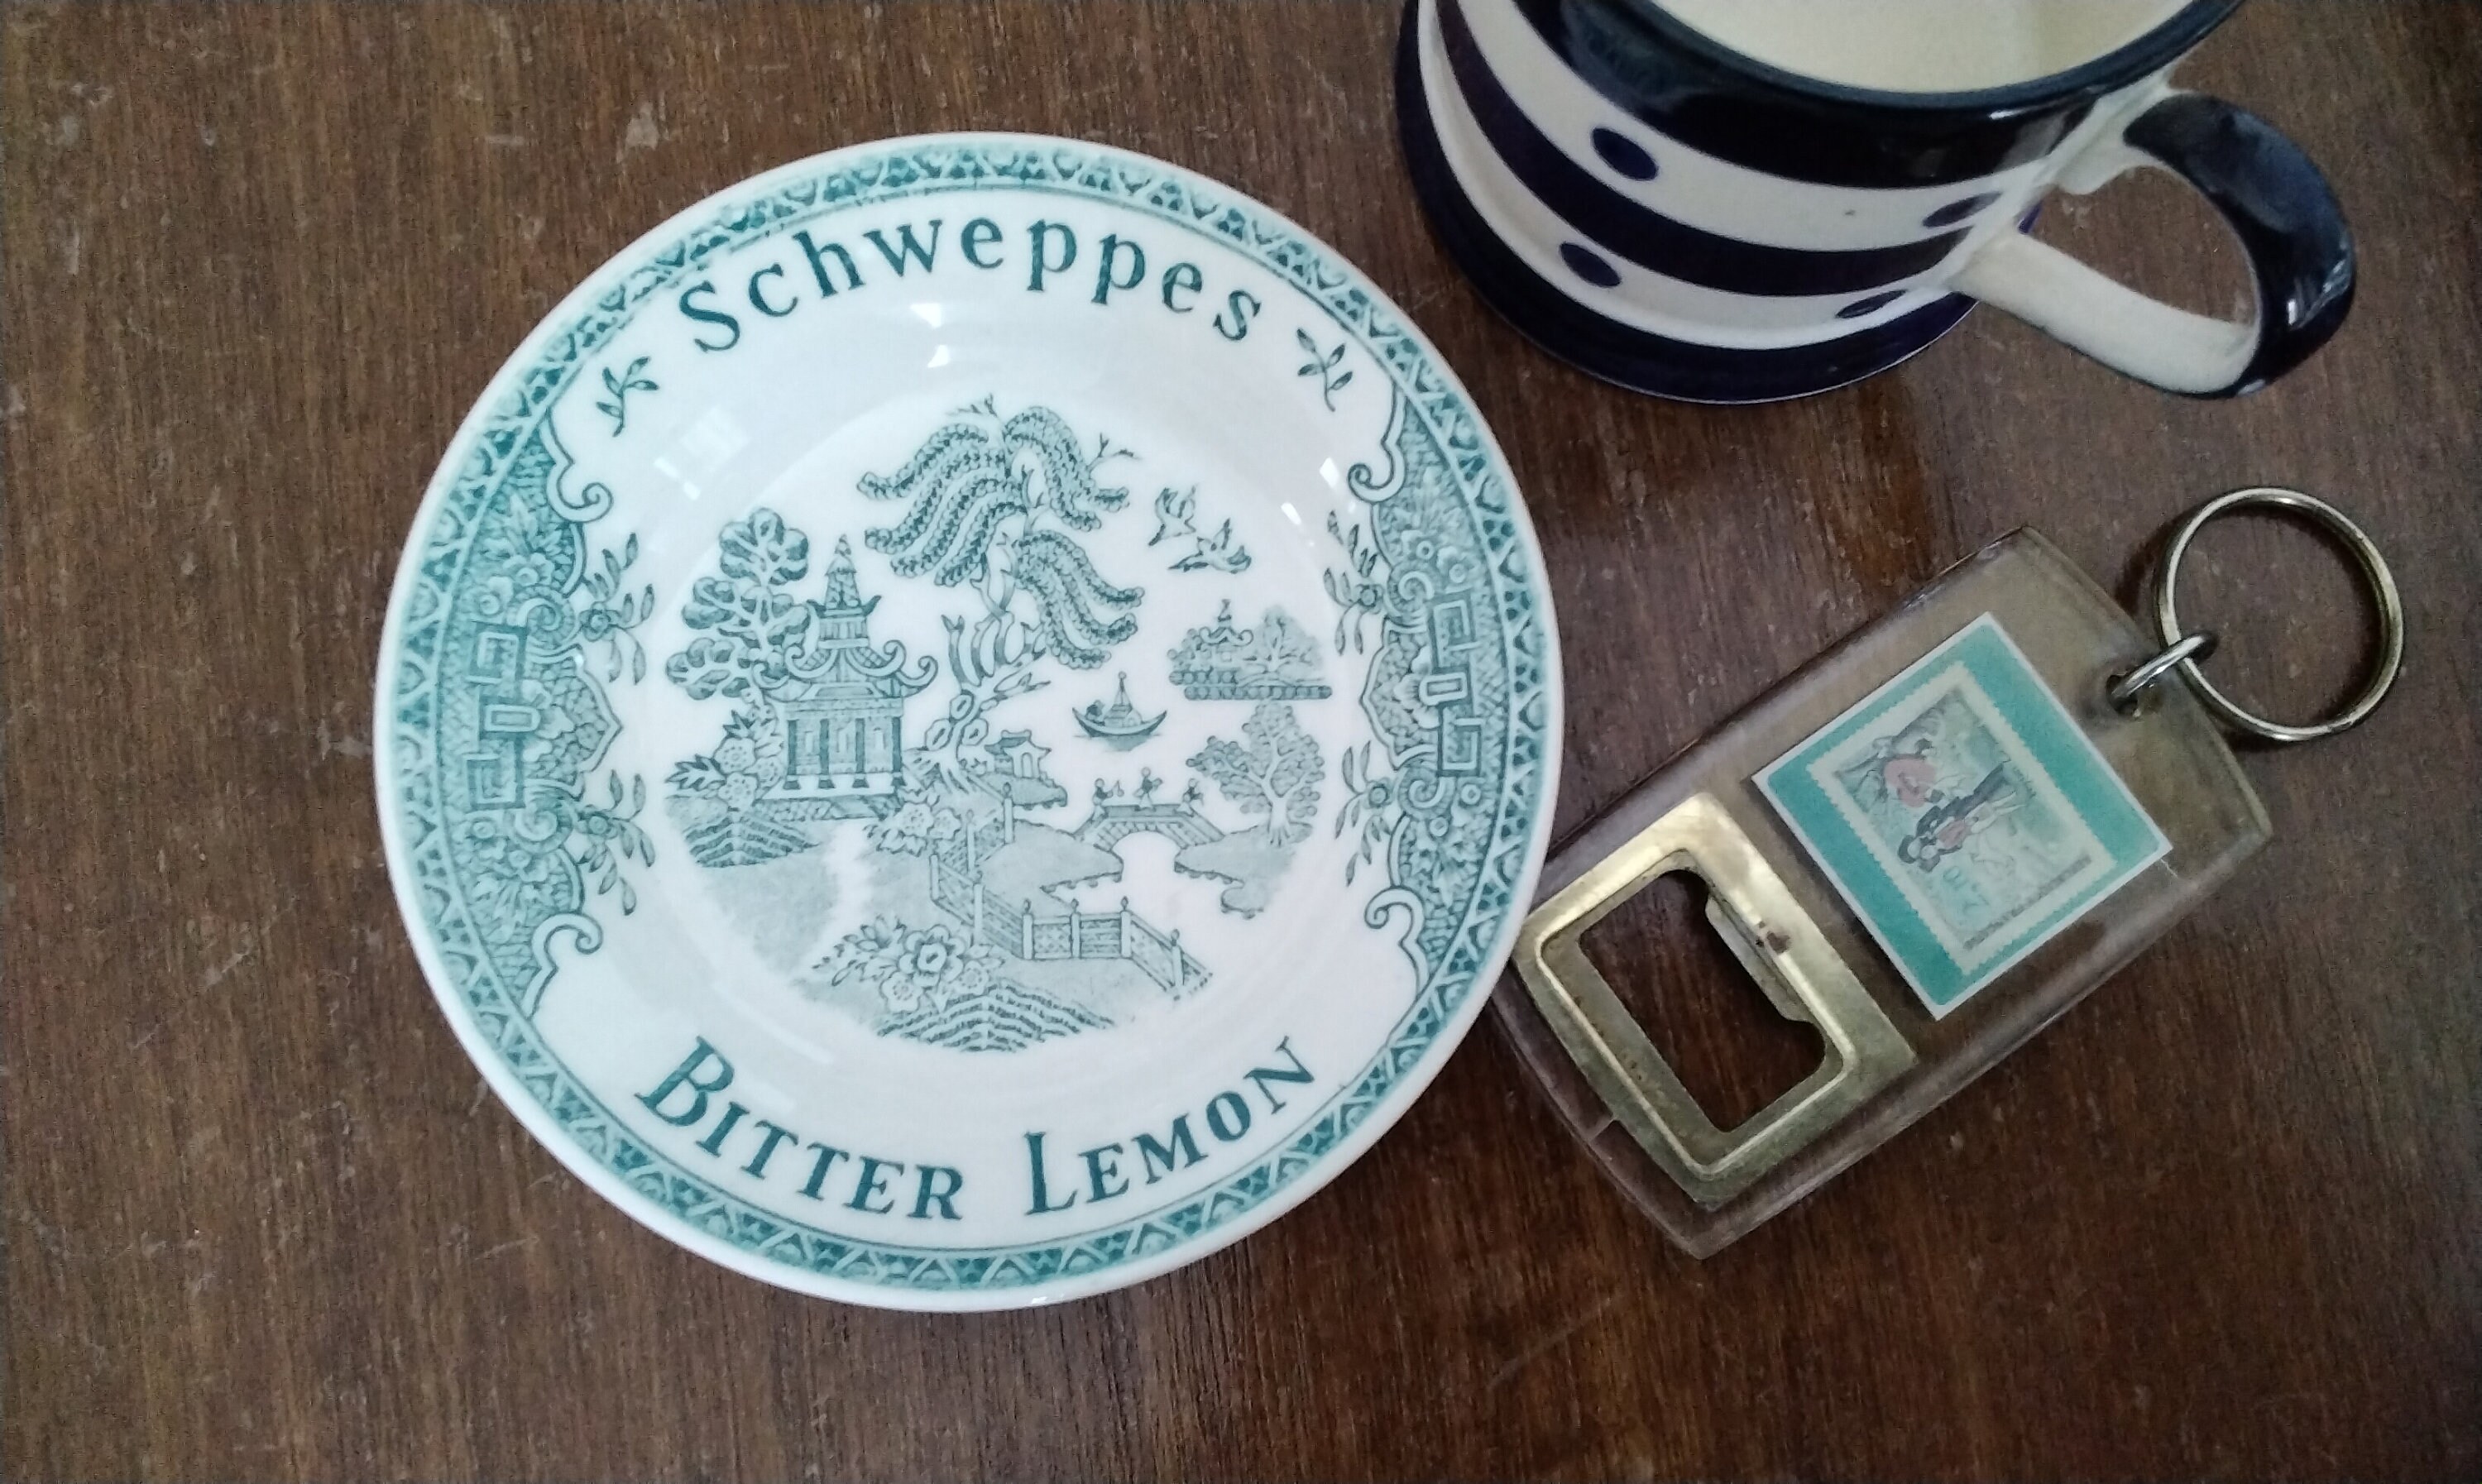 Schweppes
BITTER LEMON